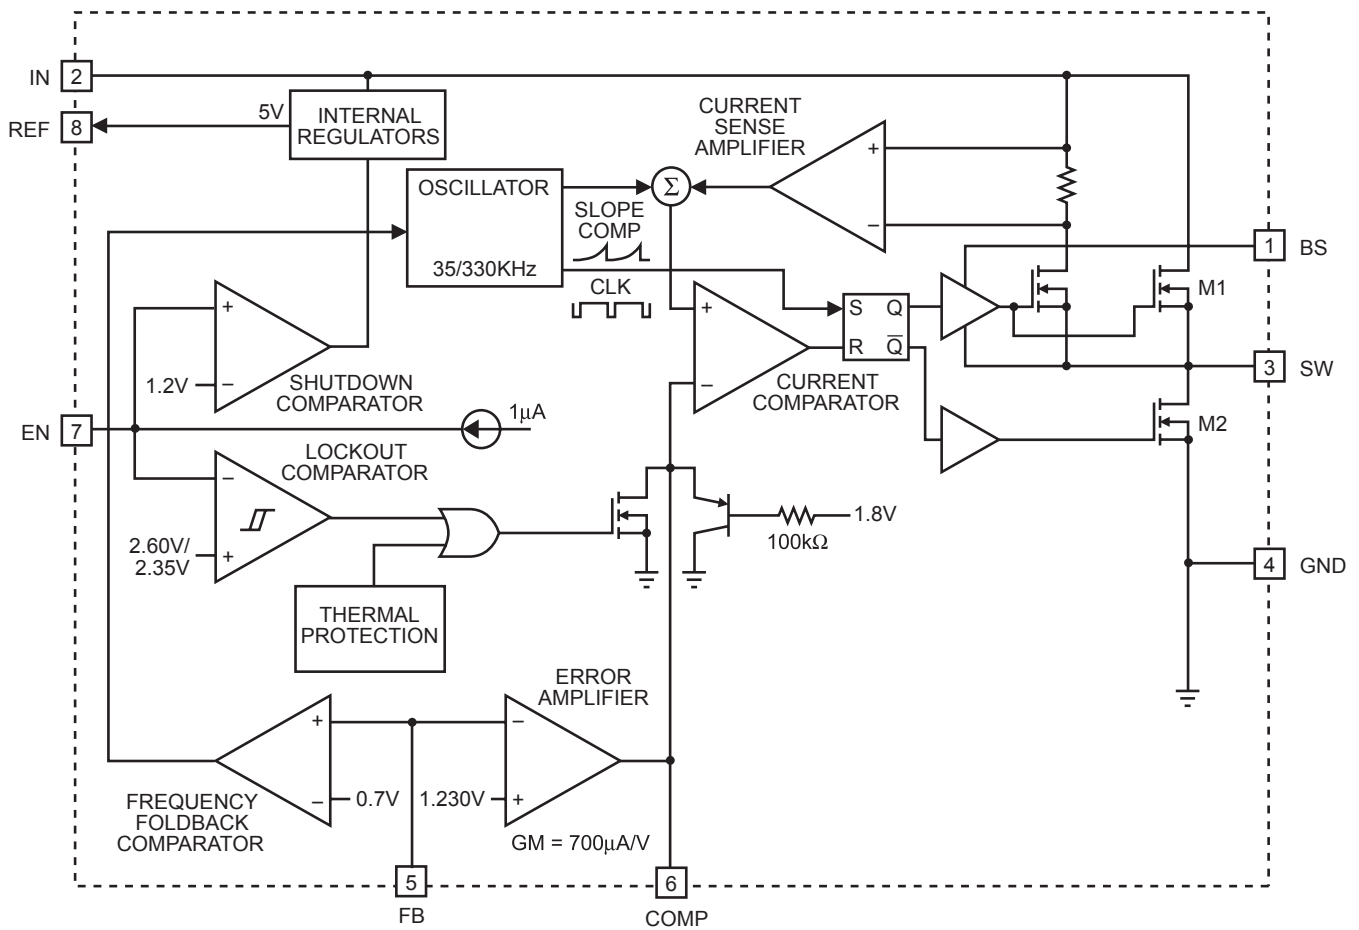 IN
2
REF
8
5V
INTERNAL
REGULATORS
CURRENT
SENSE
AMPLIFIER
+
−
OSCILLATOR
35/330KHz
Σ
SLOPE
COMP
CLK
1
BS
+
1.2V
−
SHUTDOWN
COMPARATOR
+
−
CURRENT
COMPARATOR
S
Q
R
Q̅
M1
3
SW
EN
7
1µA
LOCKOUT
COMPARATOR
−
2.60V/
2.35V
+
M2
1.8V
100kΩ
4
GND
THERMAL
PROTECTION
ERROR
AMPLIFIER
+
−
0.7V
FREQUENCY
FOLDBACK
COMPARATOR
−
1.230V
+
GM = 700µA/V
5
FB
6
COMP